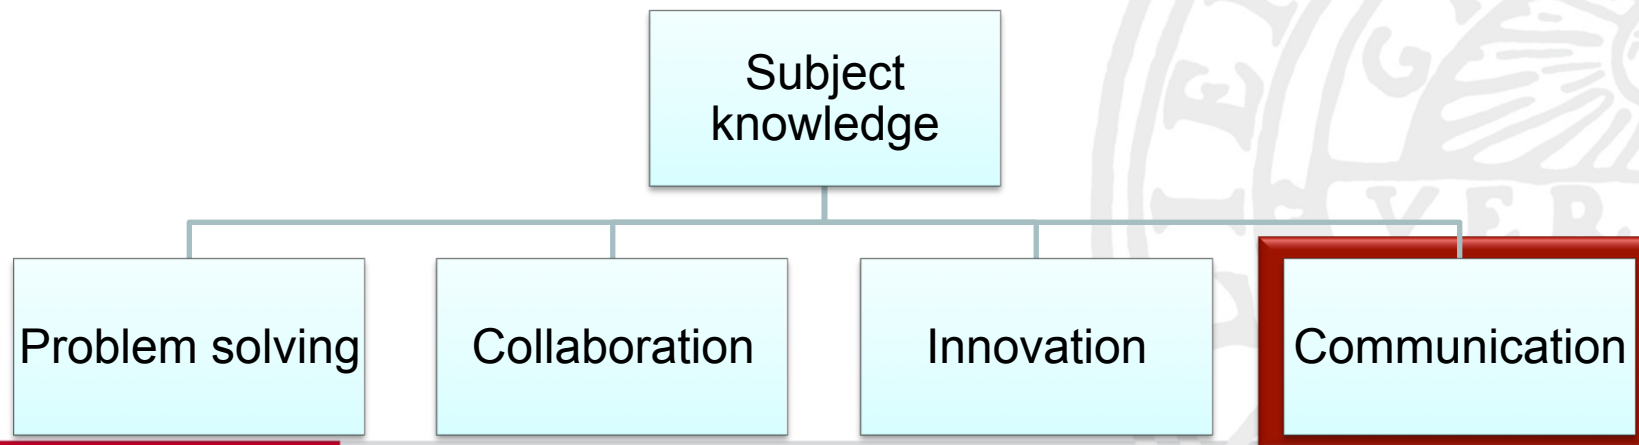 Subject
knowledge
Problem solving
Collaboration
Innovation
Communication